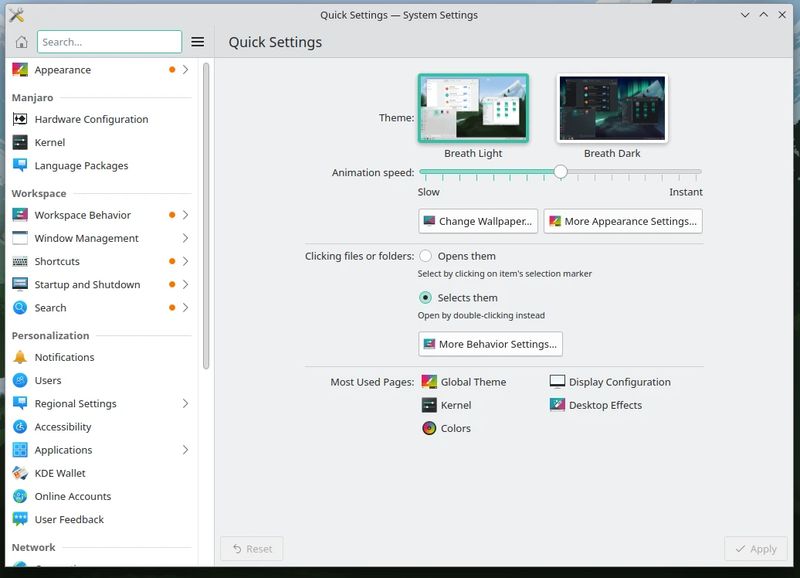 Quick Settings — System Settings
Search...
Quick Settings
Appearance
Manjaro
Hardware Configuration
Kernel
Language Packages
Workspace
Workspace Behavior
Window Management
Shortcuts
Startup and Shutdown
Search
Personalization
Notifications
Users
Regional Settings
Accessibility
Applications
KDE Wallet
Online Accounts
User Feedback
Network
Theme:
Breath Light
Breath Dark
Animation speed:
Slow
Instant
Change Wallpaper...
More Appearance Settings...
Clicking files or folders:
Opens them
Select by clicking on item's selection marker
Selects them
Open by double-clicking instead
More Behavior Settings...
Most Used Pages:
Global Theme
Display Configuration
Kernel
Desktop Effects
Colors
Reset
Apply